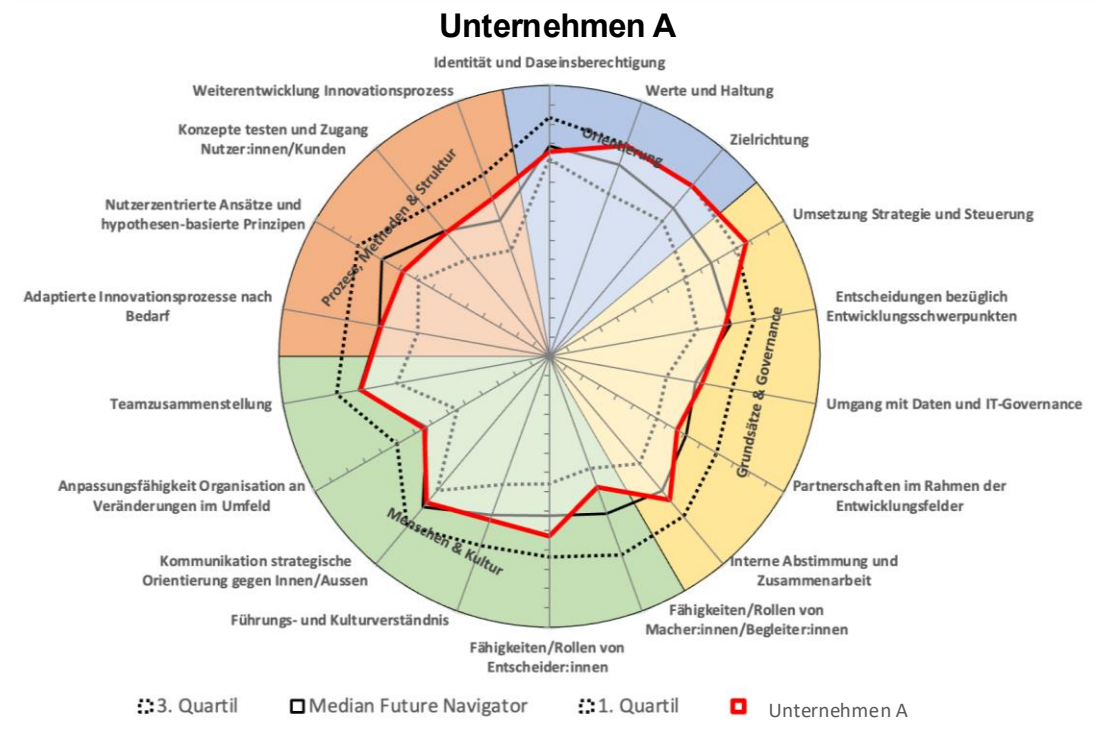 Unternehmen A
Identität und Daseinsberechtigung
Weiterentwicklung Innovationsprozess
Werte und Haltung
Konzepte testen und Zugang
Nutzer:innen/Kunden
Zielrichtung
Orientierung
Nutzerzentrierte Ansätze und
hypothesen-basierte Prinzipen
Prozess, Methoden & Struktur
Umsetzung Strategie und Steuerung
Adaptierte Innovationsprozesse nach
Bedarf
Entscheidungen bezüglich
Entwicklungsschwerpunkten
Teamzusammenstellung
Grundsätze & Governance
Umgang mit Daten und IT-Governance
Anpassungsfähigkeit Organisation an
Veränderungen im Umfeld
Partnerschaften im Rahmen der
Entwicklungsfelder
Menschen & Kultur
Kommunikation strategische
Orientierung gegen Innen/Aussen
Interne Abstimmung und
Zusammenarbeit
Führungs- und Kulturverständnis
Fähigkeiten/Rollen von
Macher:innen/Begleiter:innen
Fähigkeiten/Rollen von
Entscheider:innen
3. Quartil
Median Future Navigator
1. Quartil
Unternehmen A